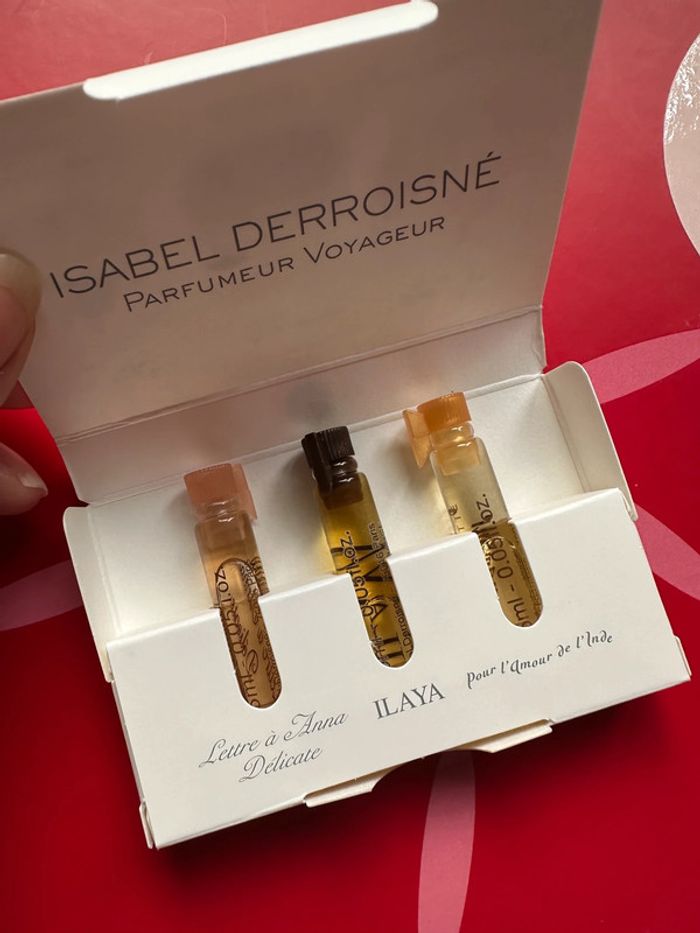 ISABEL DERROISNÉ
PARFUMEUR VOYAGEUR
Lettre à Anna
Délicate
ILAYA
pour l'Amour de l'Inde